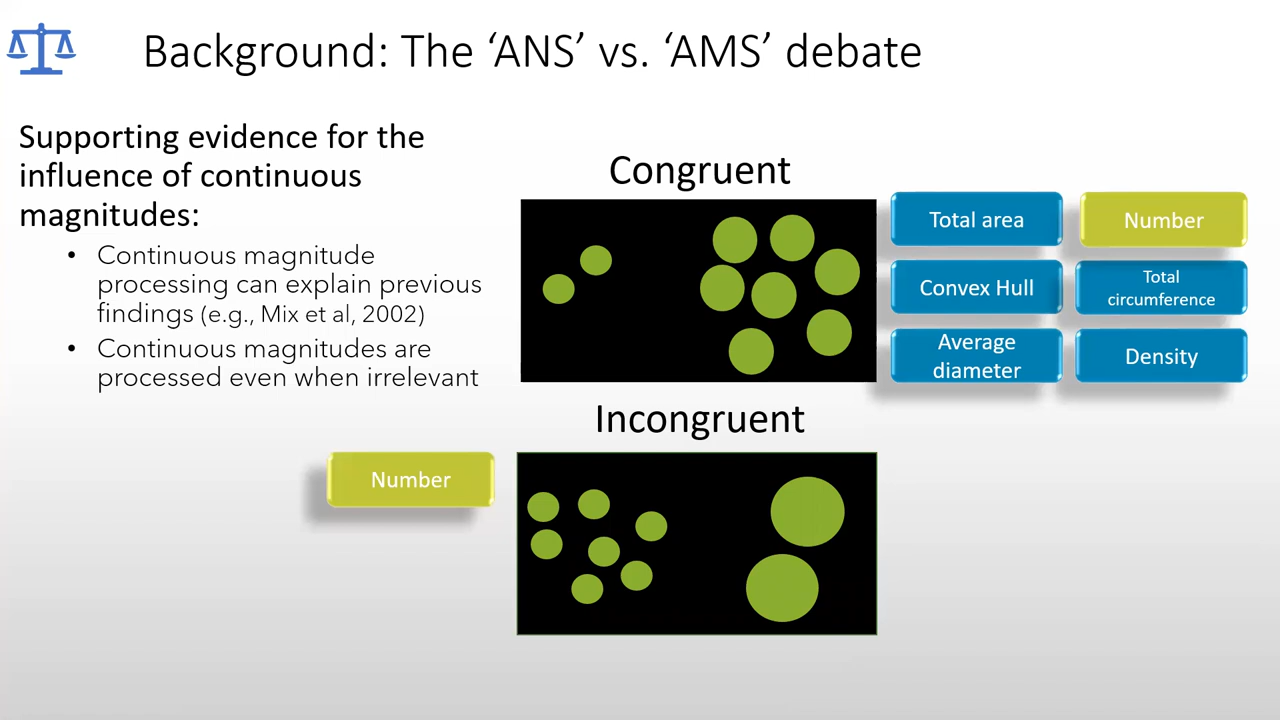 Background: The ‘ANS’ vs. ‘AMS’ debate
Supporting evidence for the
influence of continuous
magnitudes:
• Continuous magnitude
processing can explain previous
findings (e.g., Mix et al, 2002)
• Continuous magnitudes are
processed even when irrelevant
Congruent
Total area
Number
Convex Hull
Total
circumference
Average
diameter
Density
Incongruent
Number